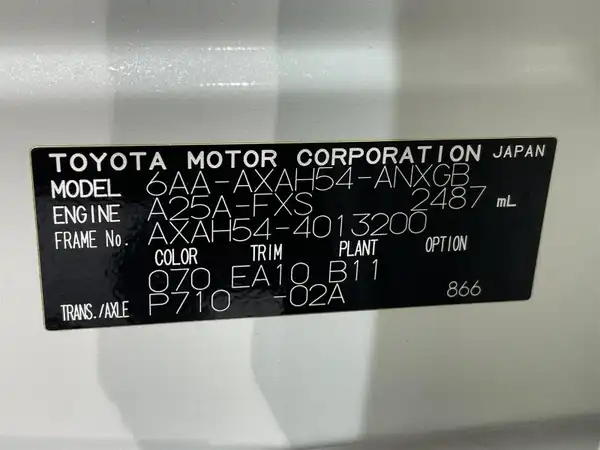 TOYOTA MOTOR CORPORATION JAPAN
MODEL 6AA-AXAH54-ANXGB
ENGINE A25A-FXS 2487 mL
FRAME No. AXAH54-4013200
COLOR TRIM PLANT OPTION
070 EA10 B11
TRANS./AXLE P710 -02A 866